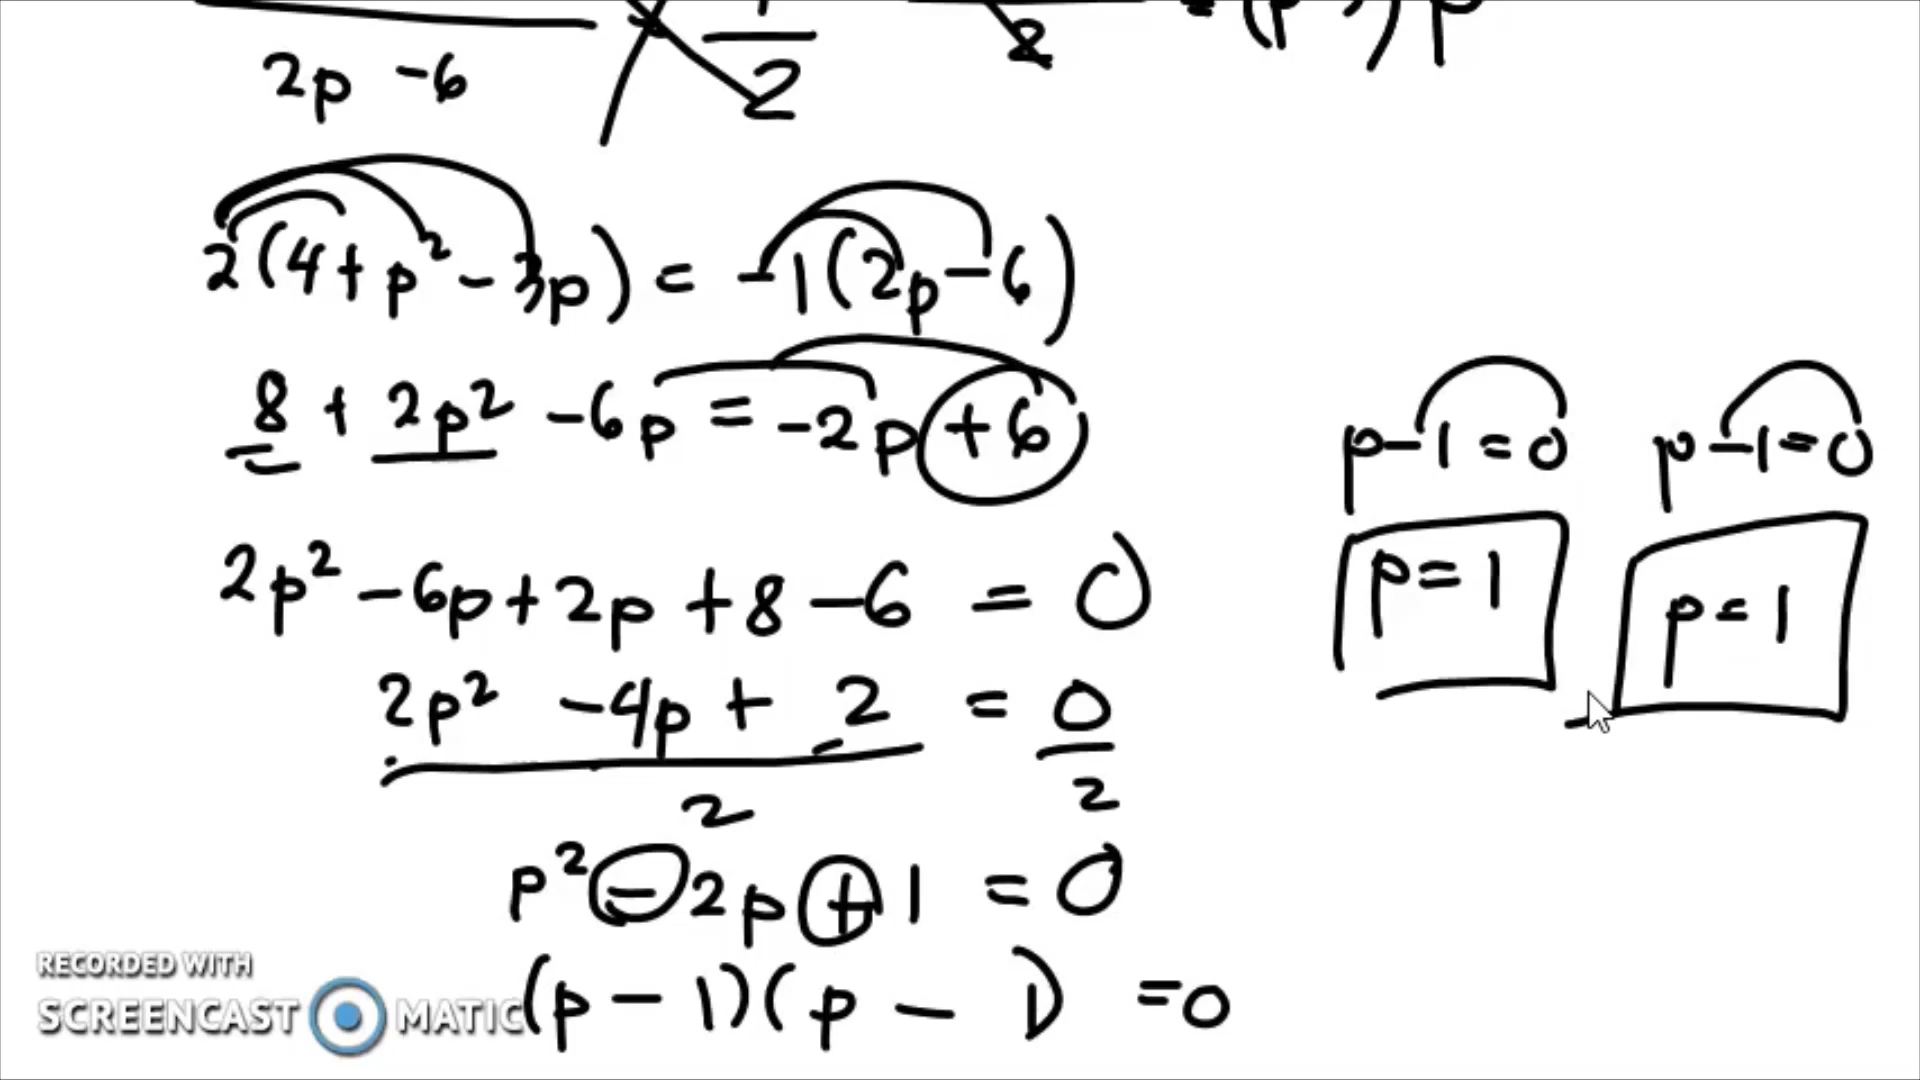 2p -6
2
2
2(4+p²-3p) = -1(2p-6)
8 + 2p² -6p = -2p +6
p-1=0 p-1=0
2p² -6p+2p +8-6 = 0
p=1 p=1
2p² -4p + 2 = 0
2 2
p² - 2p + 1 = 0
(p - 1)(p - 1) =0
RECORDED WITH
SCREENCAST MATIC